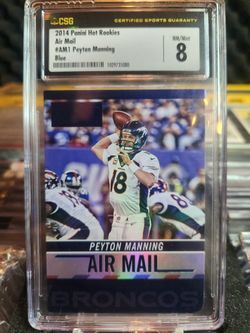 CSG
CERTIFIED SPORTS GUARANTY
2014 Panini Hot Rookies
Air Mail
#AM1 Peyton Manning
Blue
NM/Mint
8
18
PEYTON MANNING
AIR MAIL
BRONCOS